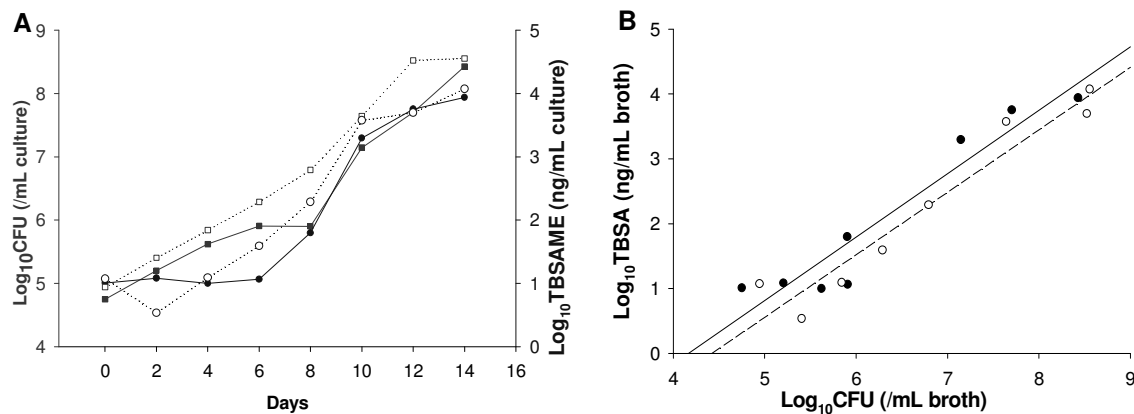 A
Log10CFU (/mL culture)
9
8
7
6
5
4
5
4
3
2
1
0
Log10TBSAME (ng/mL culture)
0 2 4 6 8 10 12 14 16
Days
B
Log10TBSA (ng/mL broth)
5
4
3
2
1
0
4 5 6 7 8 9
Log10CFU (/mL broth)